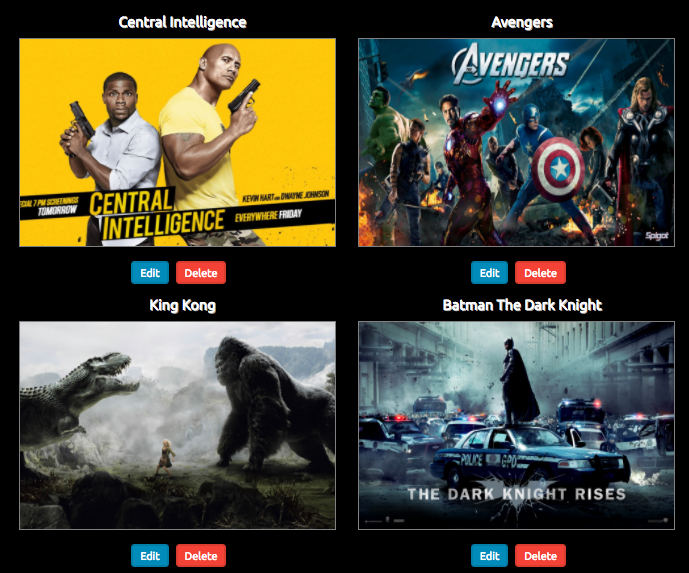 Central Intelligence
Avengers
CIAL 7 PM SCREENINGS
TOMORROW
KEVIN HART AND DWAYNE JOHNSON
CENTRAL
INTELLIGENCE
EVERYWHERE FRIDAY
AVENGERS
Spigot
Edit Delete
Edit Delete
King Kong
Batman The Dark Knight
POLICE GPD
THE DARK KNIGHT RISES
Edit Delete
Edit Delete